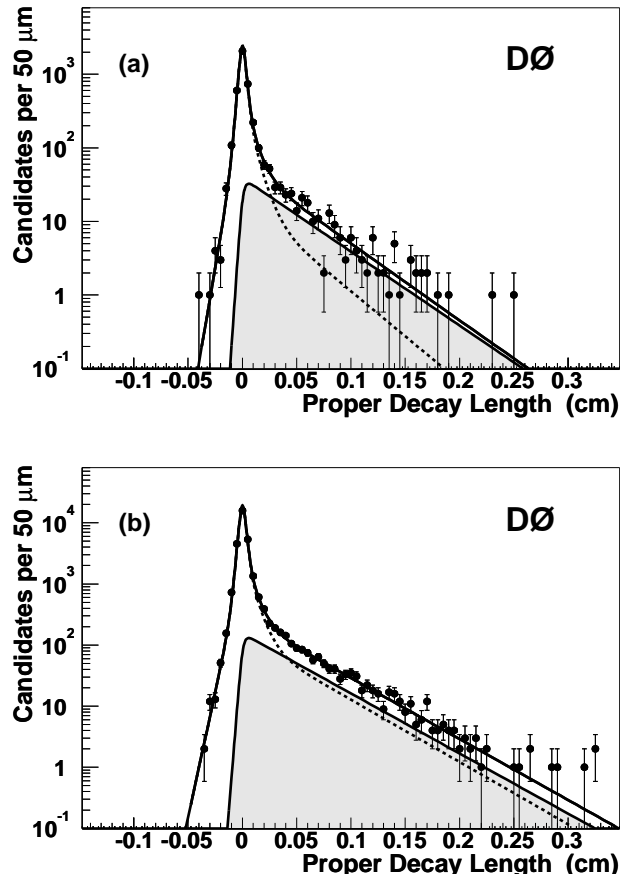 Candidates per 50 μm
(a)
DØ
10³
10²
10
1
10⁻¹
-0.1 -0.05 0 0.05 0.1 0.15 0.2 0.25 0.3
Proper Decay Length (cm)
Candidates per 50 μm
(b)
DØ
10⁴
10³
10²
10
1
10⁻¹
-0.1 -0.05 0 0.05 0.1 0.15 0.2 0.25 0.3
Proper Decay Length (cm)